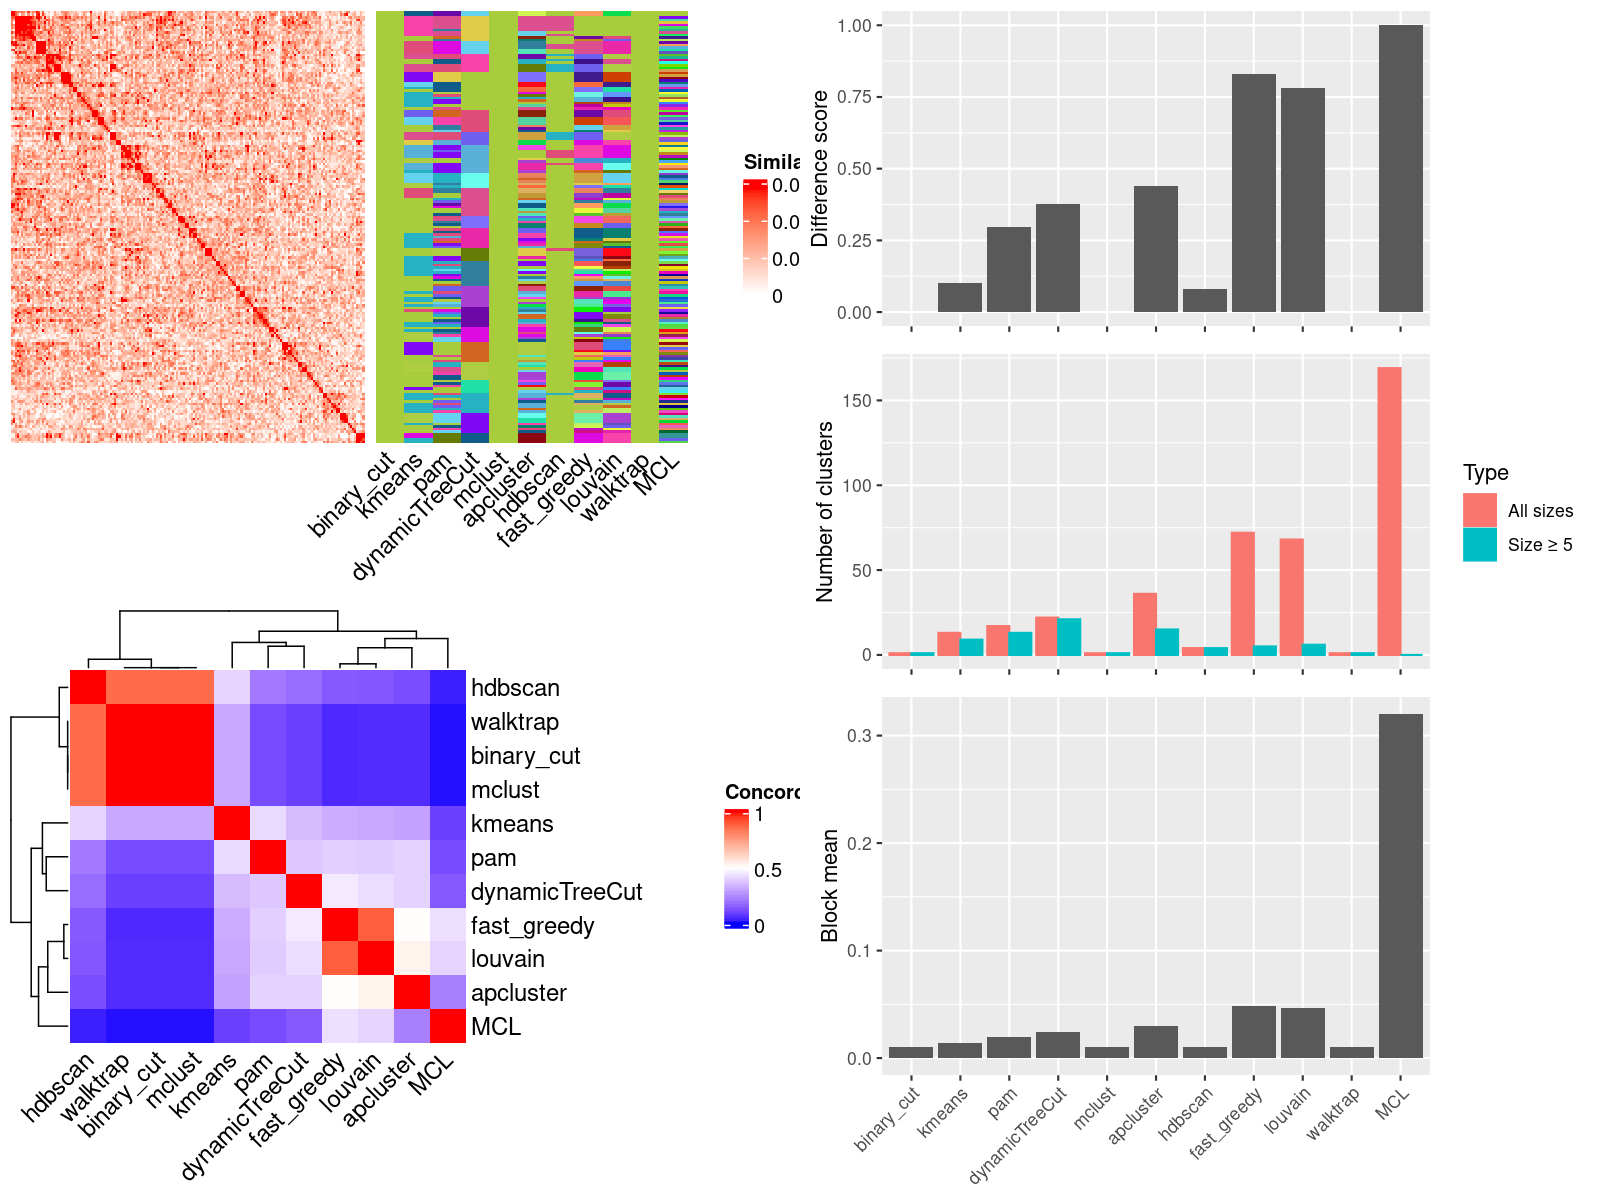 Simila
0.0
0.0
0.0
0
binary_cut
kmeans
pam
dynamicTreeCut
mclust
apcluster
hdbscan
fast_greedy
louvain
walktrap
MCL
hdbscan
walktrap
binary_cut
mclust
kmeans
pam
dynamicTreeCut
fast_greedy
louvain
apcluster
MCL
hdbscan
walktrap
binary_cut
mclust
kmeans
pam
dynamicTreeCut
fast_greedy
louvain
apcluster
MCL
Concord
1
0.5
0
Difference score
1.00
0.75
0.50
0.25
0.00
Number of clusters
150
100
50
0
Type
All sizes
Size ≥ 5
Block mean
0.3
0.2
0.1
0.0
binary_cut
kmeans
pam
dynamicTreeCut
mclust
apcluster
hdbscan
fast_greedy
louvain
walktrap
MCL